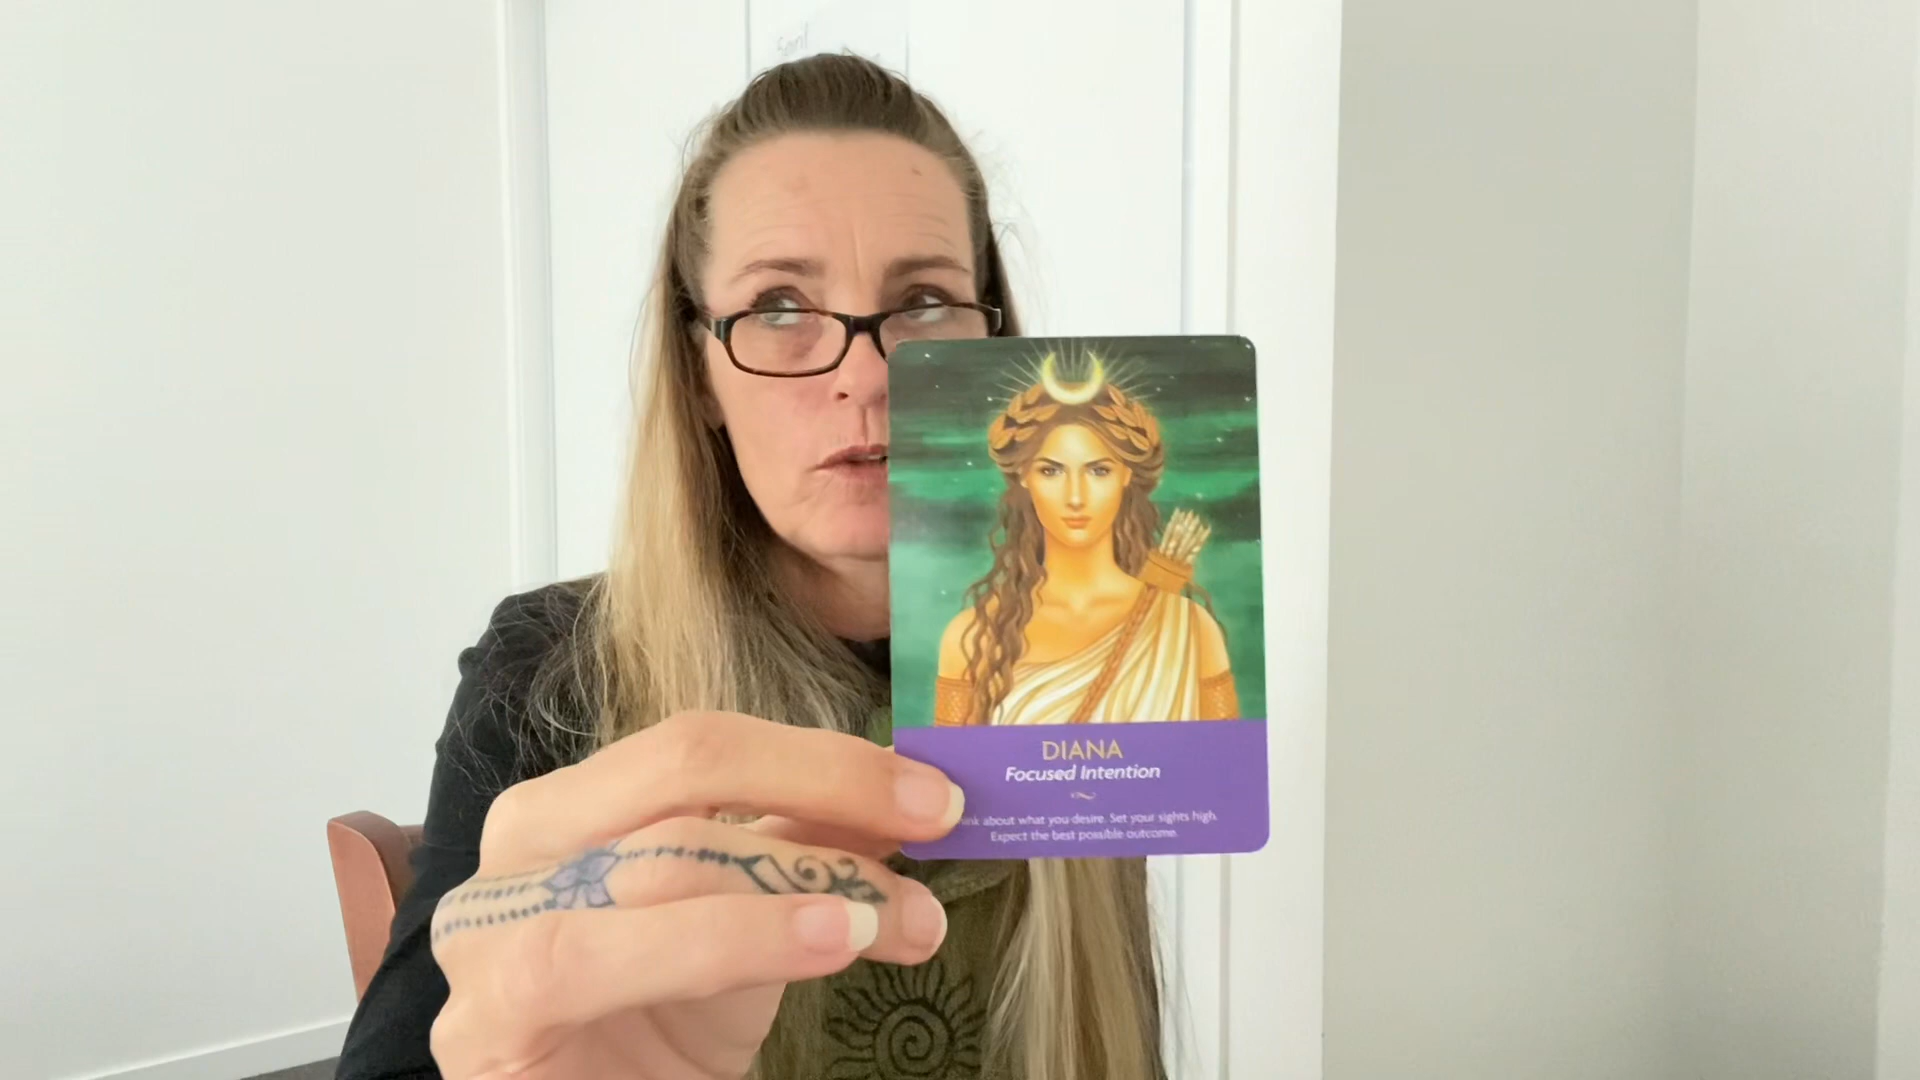 DIANA
Focused Intention
about what you desire. Set your sights high.
Expect the best possible outcome.